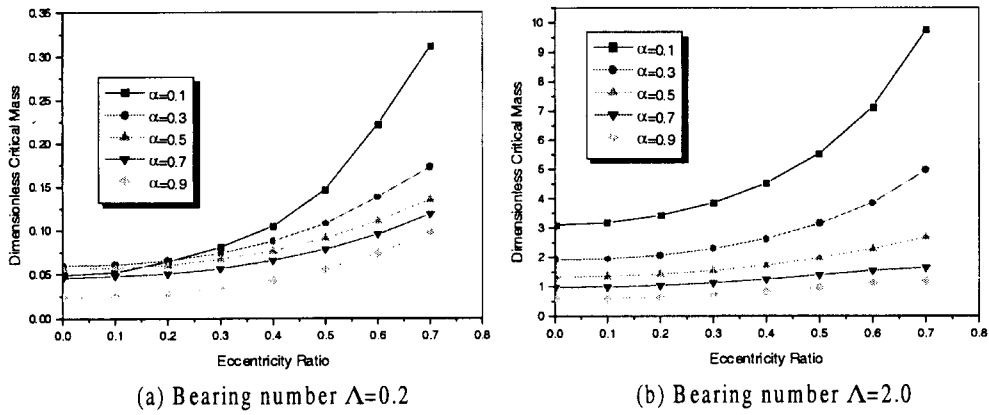 0.35
0.30
0.25
0.20
0.15
0.10
0.05
0.00
Dimensionless Critical Mass
α=0.1
α=0.3
α=0.5
α=0.7
α=0.9
0.0 0.1 0.2 0.3 0.4 0.5 0.6 0.7 0.8
Eccentricity Ratio
(a) Bearing number Λ=0.2
10
9
8
7
6
5
4
3
2
1
0
Dimensionless Critical Mass
α=0.1
α=0.3
α=0.5
α=0.7
α=0.9
0.0 0.1 0.2 0.3 0.4 0.5 0.6 0.7 0.8
Eccentricity Ratio
(b) Bearing number Λ=2.0